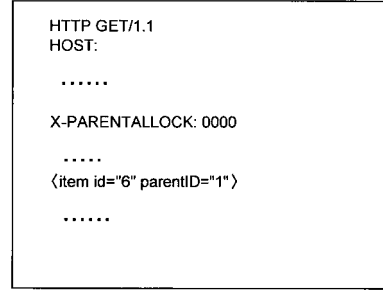 HTTP GET/1.1
HOST:
......
X-PARENTALLOCK: 0000
.....
〈item id="6" parentID="1"〉
......